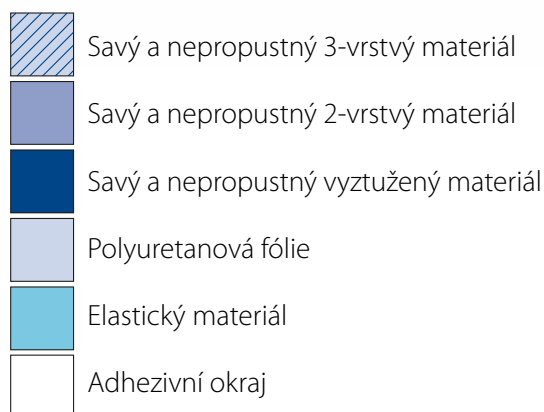 Savý a nepropustný 3-vrstvý materiál
Savý a nepropustný 2-vrstvý materiál
Savý a nepropustný vyztužený materiál
Polyuretanová fólie
Elastický materiál
Adhezivní okraj